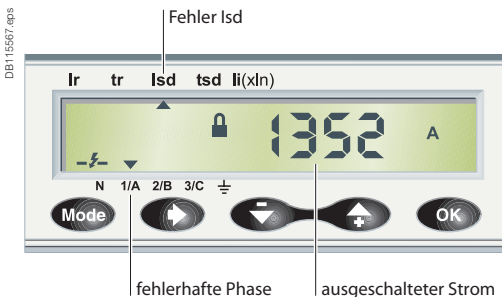 DB115567.eps
Fehler Isd
Ir tr Isd tsd Ii(xIn)
1352 A
N 1/A 2/B 3/C
Mode - + OK
fehlerhafte Phase ausgeschalteter Strom